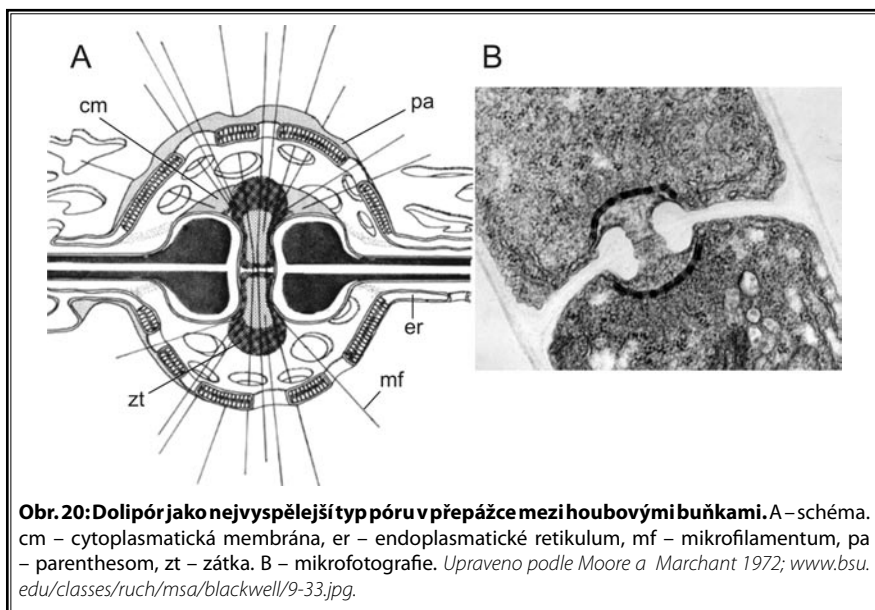 A
B
cm
pa
er
mf
zt
Obr. 20: Dolipór jako nejvyspělejší typ póru v přepážce mezi houbovými buňkami. A – schéma.
cm – cytoplasmatická membrána, er – endoplasmatické retikulum, mf – mikrofilamentum, pa
– parenthesom, zt – zátka. B – mikrofotografie. Upraveno podle Moore a Marchant 1972; www.bsu.
edu/classes/ruch/msa/blackwell/9-33.jpg.